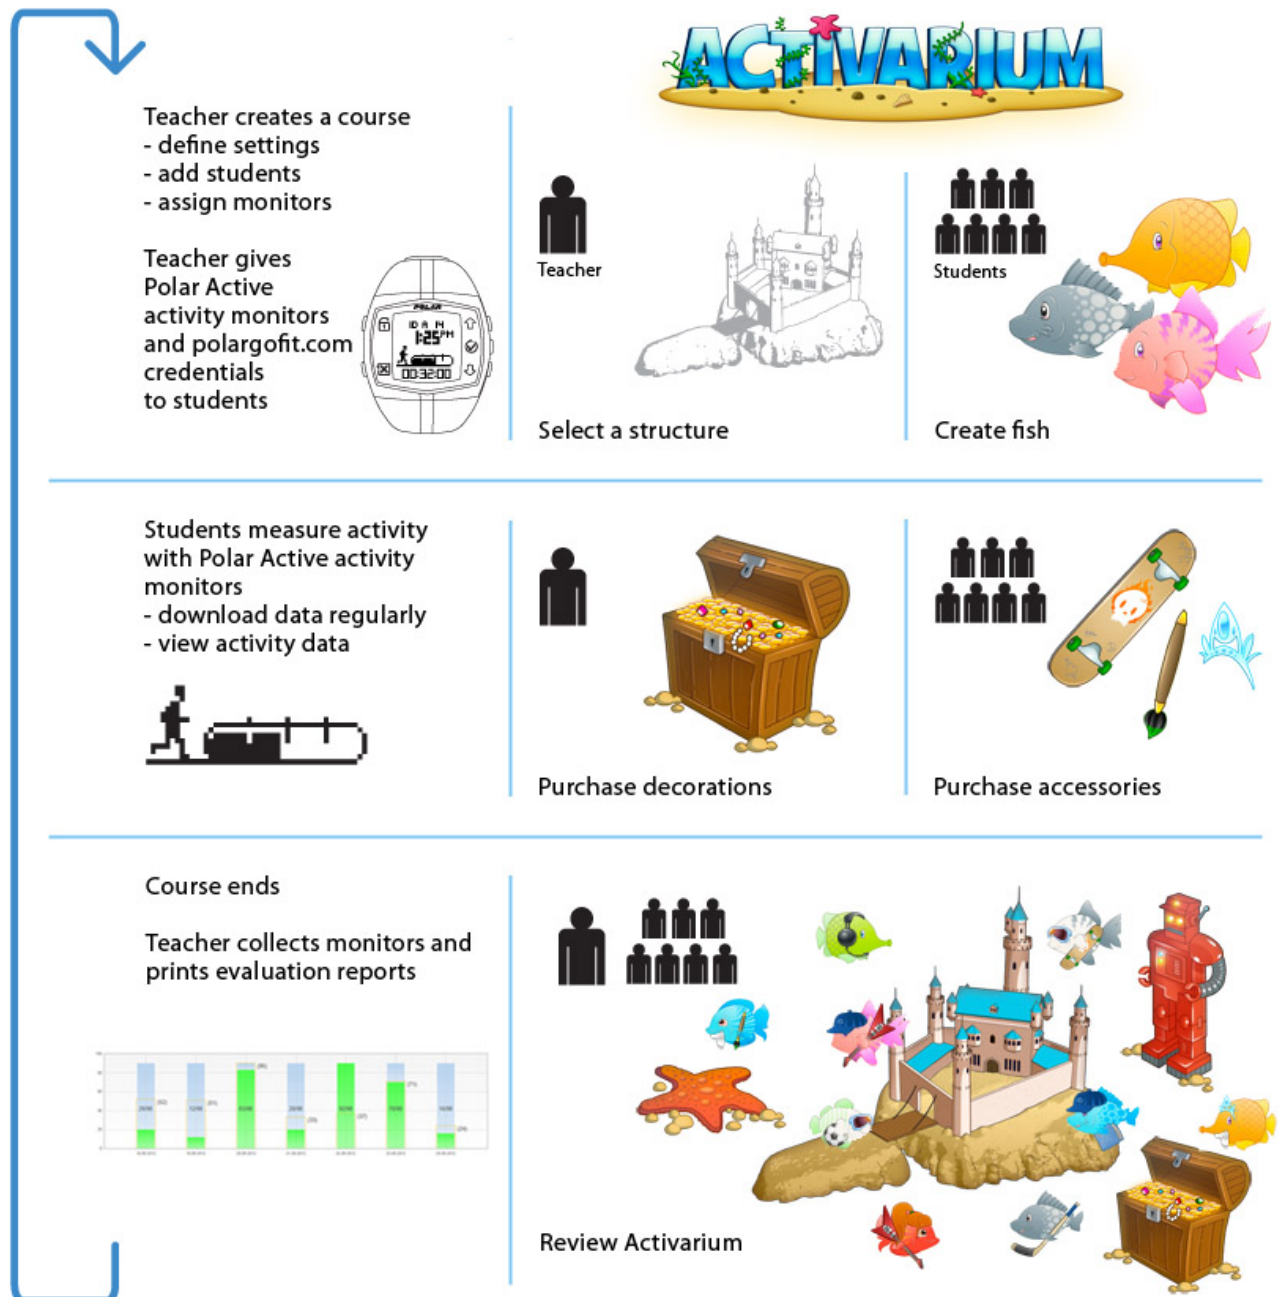 ACTIVARIUM
Teacher creates a course
- define settings
- add students
- assign monitors
Teacher gives
Polar Active
activity monitors
and polargofit.com
credentials
to students
POLAR
1:25 PM
00:32:00
Teacher
Select a structure
Students
Create fish
Students measure activity
with Polar Active activity
monitors
- download data regularly
- view activity data
Purchase decorations
Purchase accessories
Course ends
Teacher collects monitors and
prints evaluation reports
Review Activarium